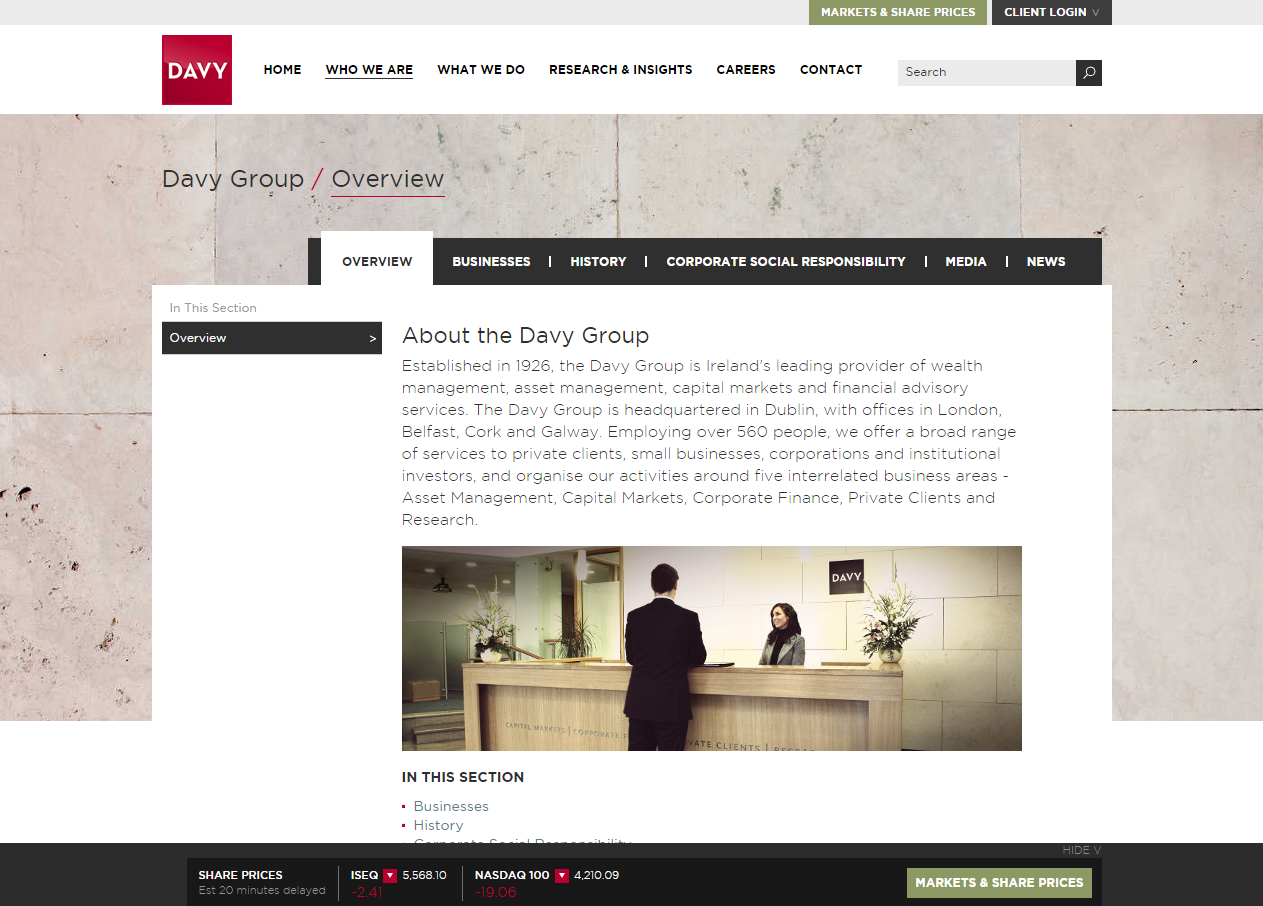 MARKETS & SHARE PRICES
CLIENT LOGIN V
DAVY
HOME
WHO WE ARE
WHAT WE DO
RESEARCH & INSIGHTS
CAREERS
CONTACT
Search
Davy Group / Overview
OVERVIEW
BUSINESSES
HISTORY
CORPORATE SOCIAL RESPONSIBILITY
MEDIA
NEWS
In This Section
Overview >
About the Davy Group
Established in 1926, the Davy Group is Ireland's leading provider of wealth
management, asset management, capital markets and financial advisory
services. The Davy Group is headquartered in Dublin, with offices in London,
Belfast, Cork and Galway. Employing over 560 people, we offer a broad range
of services to private clients, small businesses, corporations and institutional
investors, and organise our activities around five interrelated business areas -
Asset Management, Capital Markets, Corporate Finance, Private Clients and
Research.
DAVY
CAPITAL MARKETS | CORPORATE F
VATE CLIENTS |
IN THIS SECTION
Businesses
History
Corporate Social Responsibility
HIDE V
SHARE PRICES
Est 20 minutes delayed
ISEQ 5,568.10
-2.41
NASDAQ 100 4,210.09
-19.06
MARKETS & SHARE PRICES